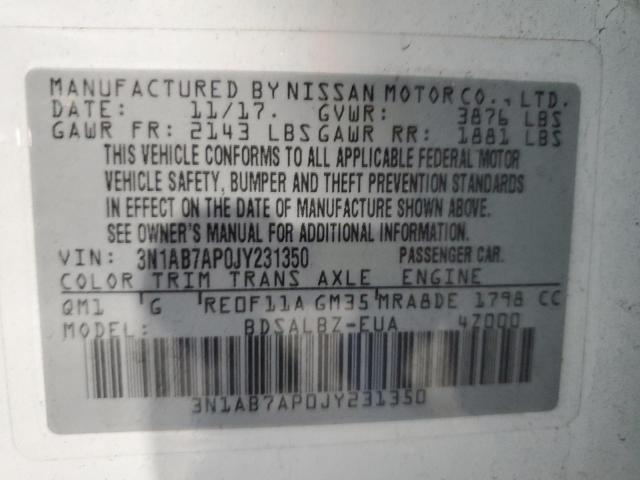 MANUFACTURED BY NISSAN MOTOR CO., LTD.
DATE: 11/17. GVWR: 3876 LBS
GAWR FR: 2143 LBS GAWR RR: 1881 LBS
THIS VEHICLE CONFORMS TO ALL APPLICABLE FEDERAL MOTOR
VEHICLE SAFETY, BUMPER AND THEFT PREVENTION STANDARDS
IN EFFECT ON THE DATE OF MANUFACTURE SHOWN ABOVE.
SEE OWNER'S MANUAL FOR ADDITIONAL INFORMATION.
VIN: 3N1AB7AP0JY231350 PASSENGER CAR.
COLOR TRIM TRANS AXLE ENGINE
QM1 G RE0F11A GM35 MRA8DE 1798 CC
MODEL: BDSALBZ-EUA 4Z000
3N1AB7AP0JY231350